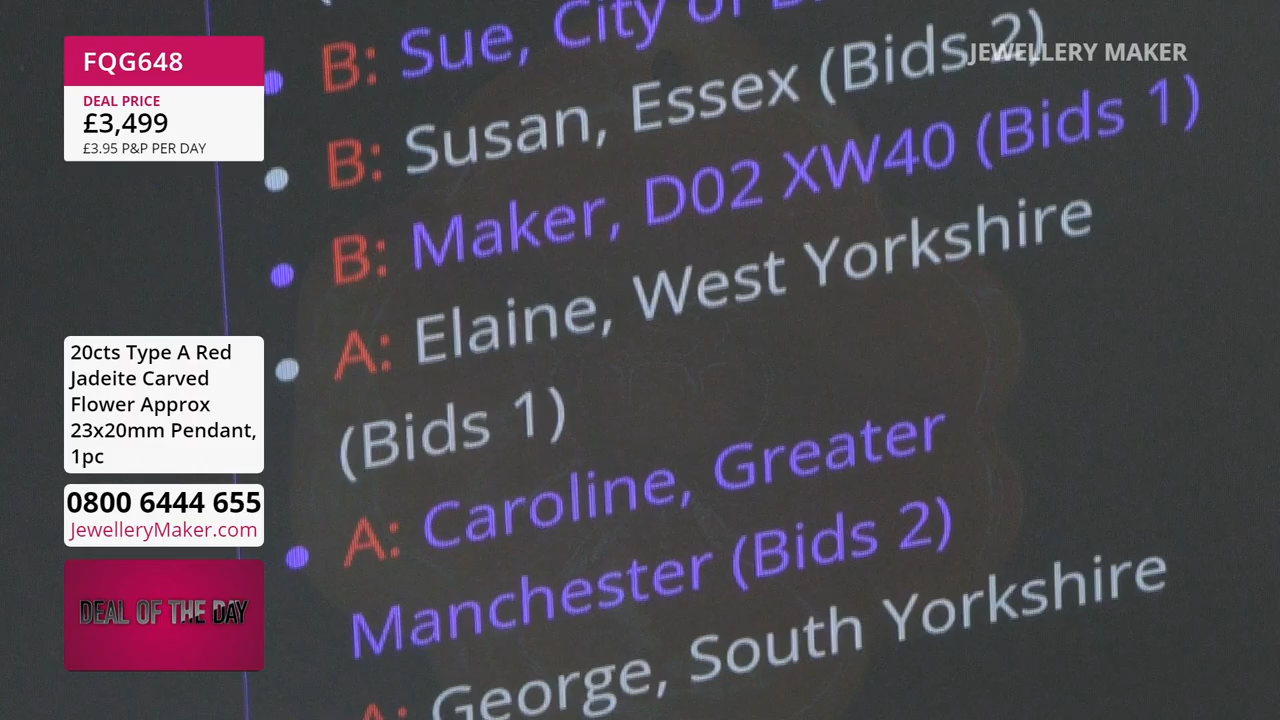 FQG648
DEAL PRICE
£3,499
£3.95 P&P PER DAY
20cts Type A Red
Jadeite Carved
Flower Approx
23x20mm Pendant,
1pc
0800 6444 655
JewelleryMaker.com
DEAL OF THE DAY
JEWELLERY MAKER
B: Sue, City of
B: Susan, Essex (Bids 2)
B: Maker, D02 XW40 (Bids 1)
A: Elaine, West Yorkshire
(Bids 1)
A: Caroline, Greater
Manchester (Bids 2)
A: George, South Yorkshire